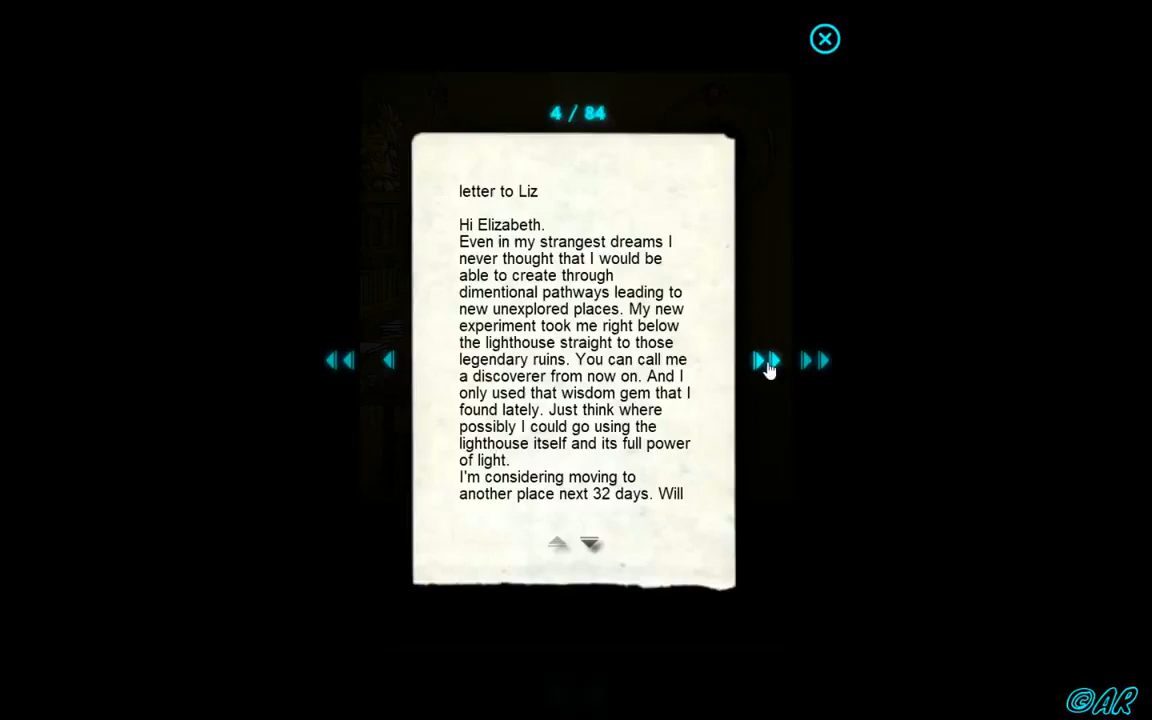 4 / 84
letter to Liz
Hi Elizabeth.
Even in my strangest dreams I
never thought that I would be
able to create through
dimentional pathways leading to
new unexplored places. My new
experiment took me right below
the lighthouse straight to those
legendary ruins. You can call me
a discoverer from now on. And I
only used that wisdom gem that I
found lately. Just think where
possibly I could go using the
lighthouse itself and its full power
of light.
I'm considering moving to
another place next 32 days. Will
©AR